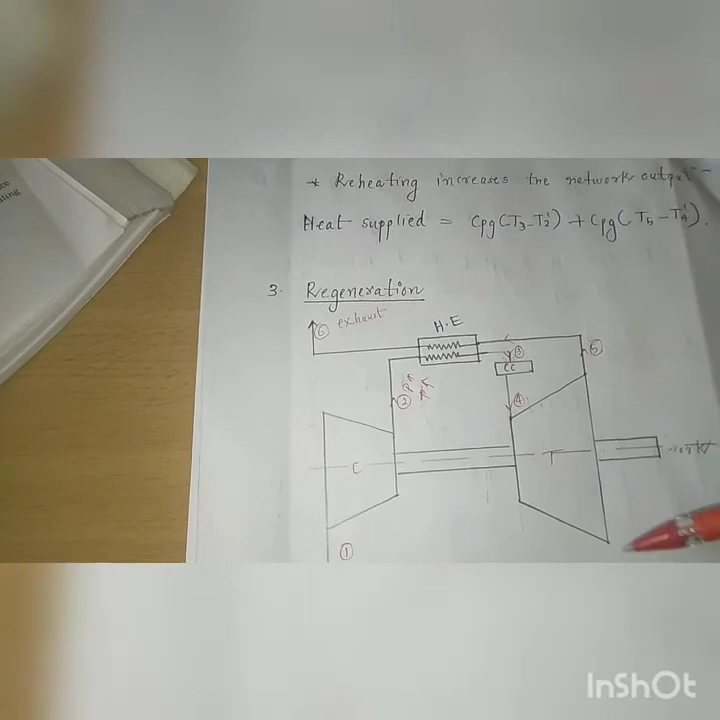 * Reheating increases the network output -
Heat supplied = Cpg(T3-T2') + Cpg(T5-T4').
3. Regeneration
6 exhaust
H.E
3
5
CC
2
4
C
T
1
InShOt